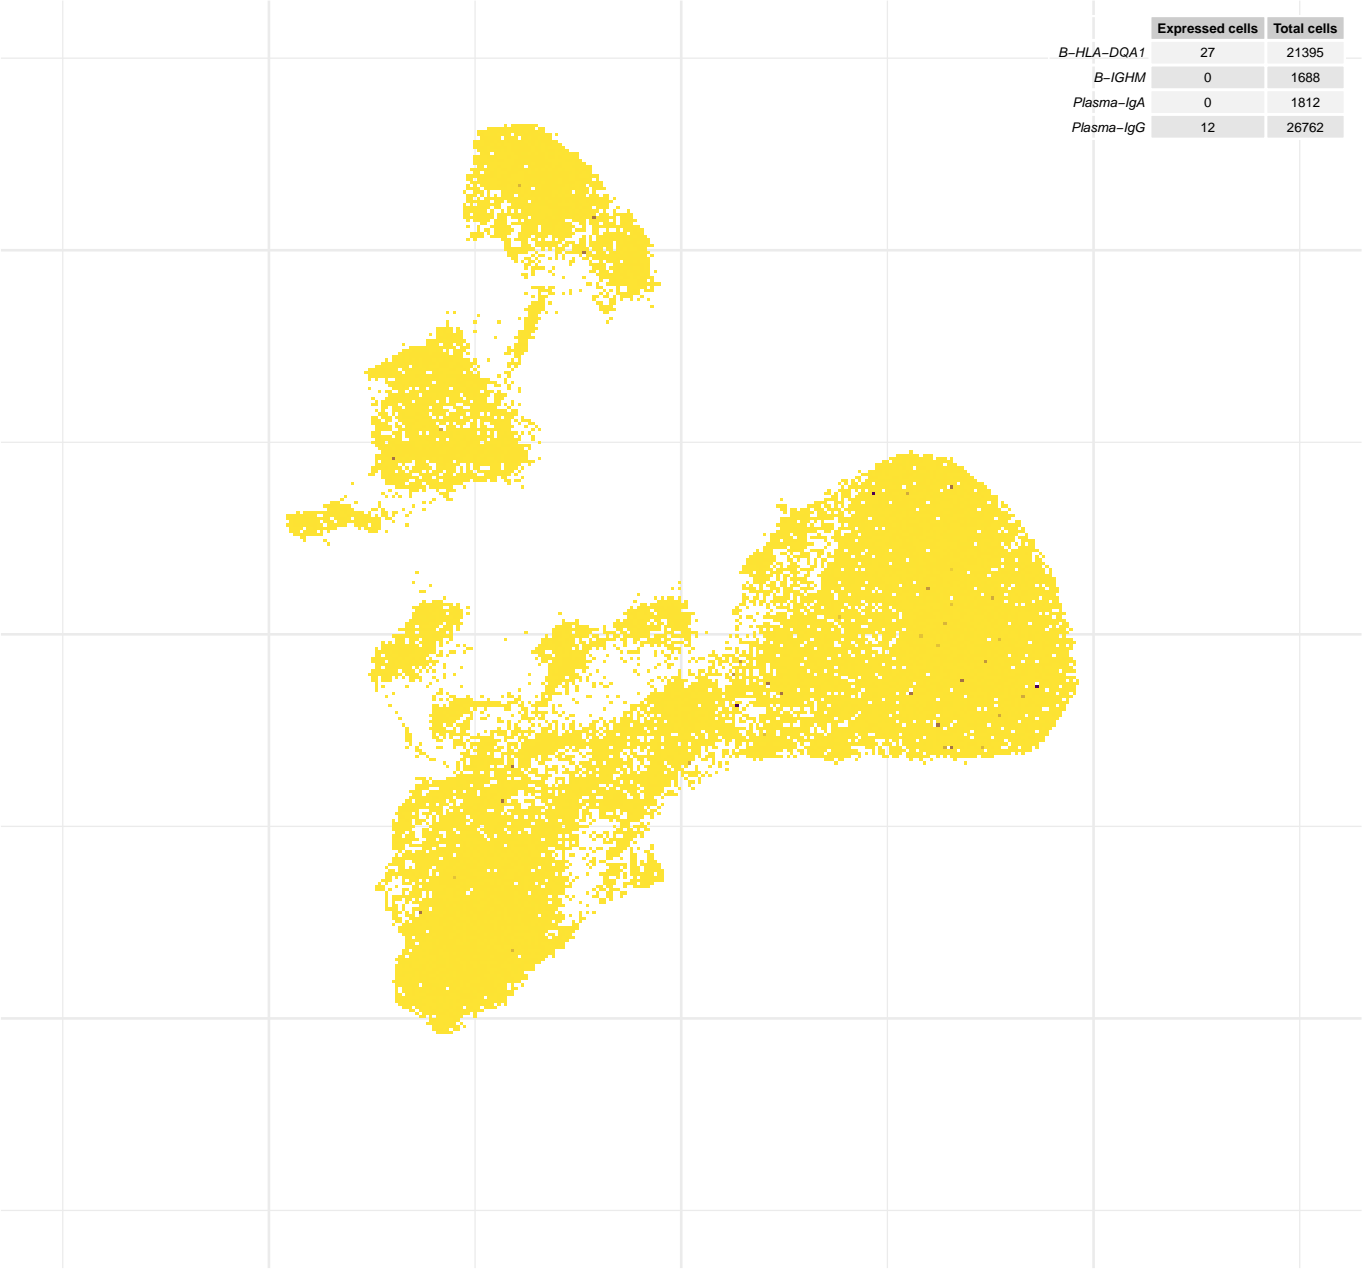 Expressed cells Total cells
B−HLA−DQA1 27 21395
B−IGHM 0 1688
Plasma−IgA 0 1812
Plasma−IgG 12 26762